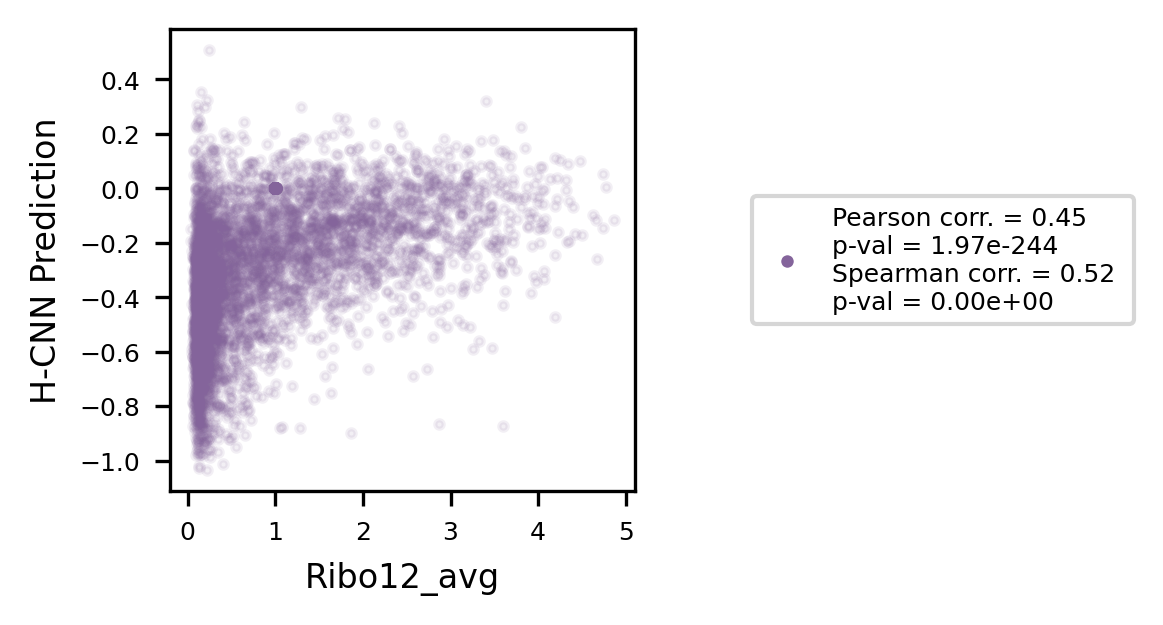 H-CNN Prediction
0.4
0.2
0.0
−0.2
−0.4
−0.6
−0.8
−1.0
0 1 2 3 4 5
Ribo12_avg
Pearson corr. = 0.45
p-val = 1.97e-244
Spearman corr. = 0.52
p-val = 0.00e+00